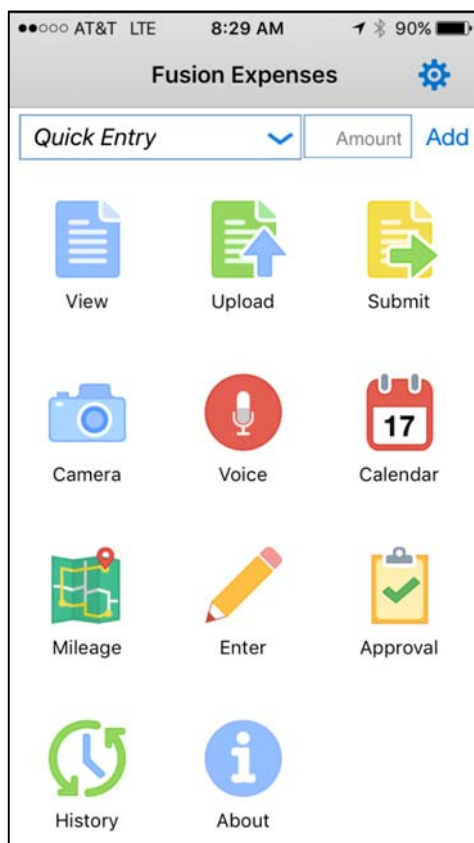 AT&T LTE 8:29 AM 90%
Fusion Expenses
Quick Entry Amount Add
View Upload Submit
17
Camera Voice Calendar
Mileage Enter Approval
History About